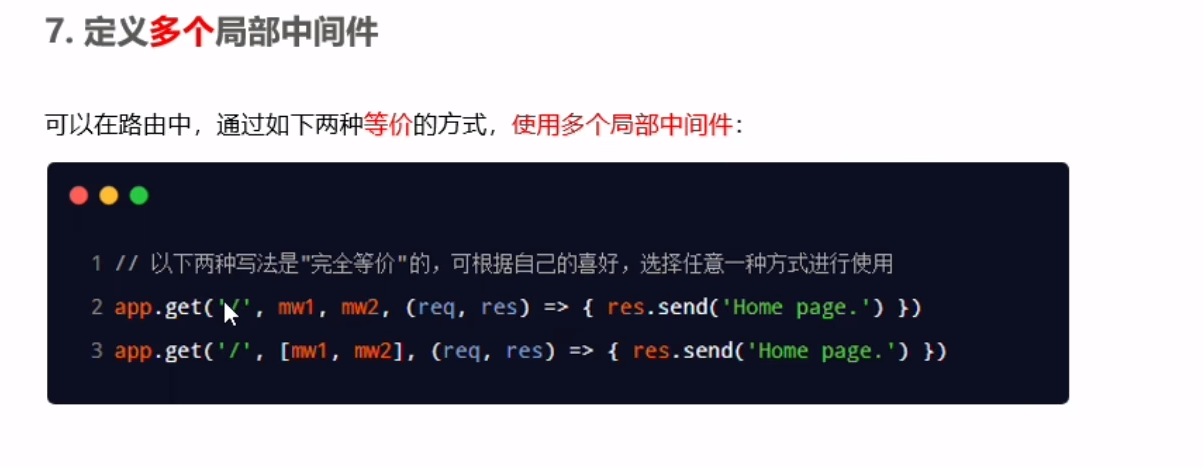 7. 定义多个局部中间件
可以在路由中，通过如下两种等价的方式，使用多个局部中间件：
1 // 以下两种写法是"完全等价"的，可根据自己的喜好，选择任意一种方式进行使用
2 app.get('/', mw1, mw2, (req, res) => { res.send('Home page.') })
3 app.get('/', [mw1, mw2], (req, res) => { res.send('Home page.') })